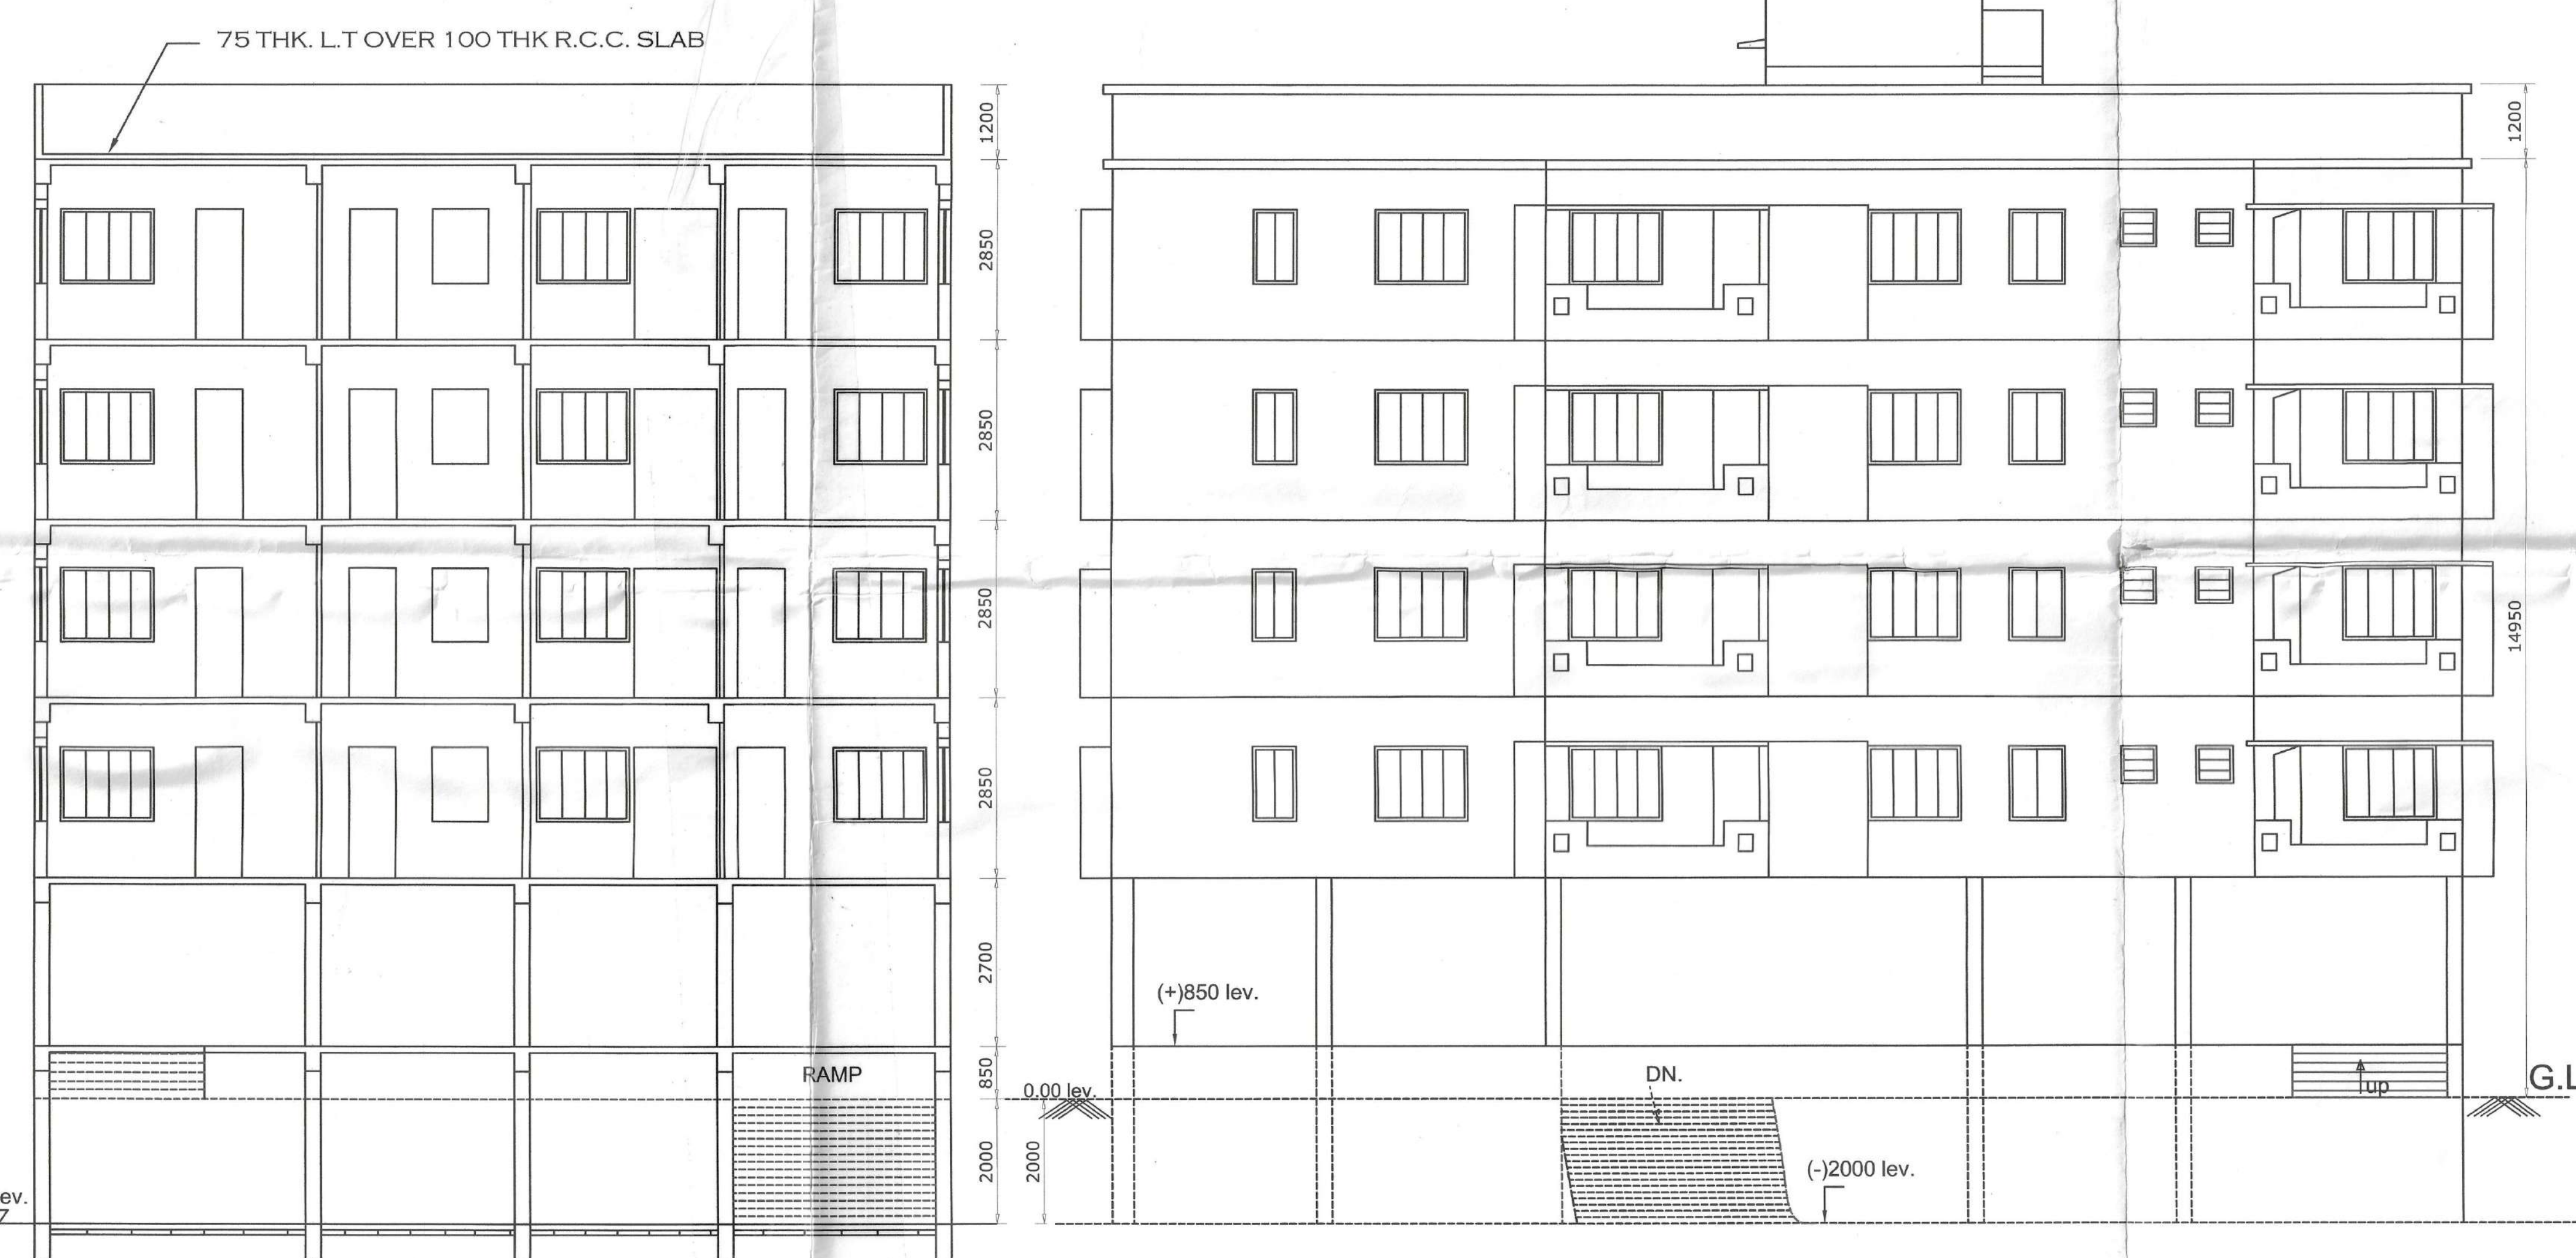 75 THK. L.T OVER 100 THK R.C.C. SLAB
1200
2850
2850
2850
2850
2700
850
2000
RAMP
ev.
1200
14950
(+)850 lev.
0.00 lev.
2000
DN.
(-)2000 lev.
up
G.L